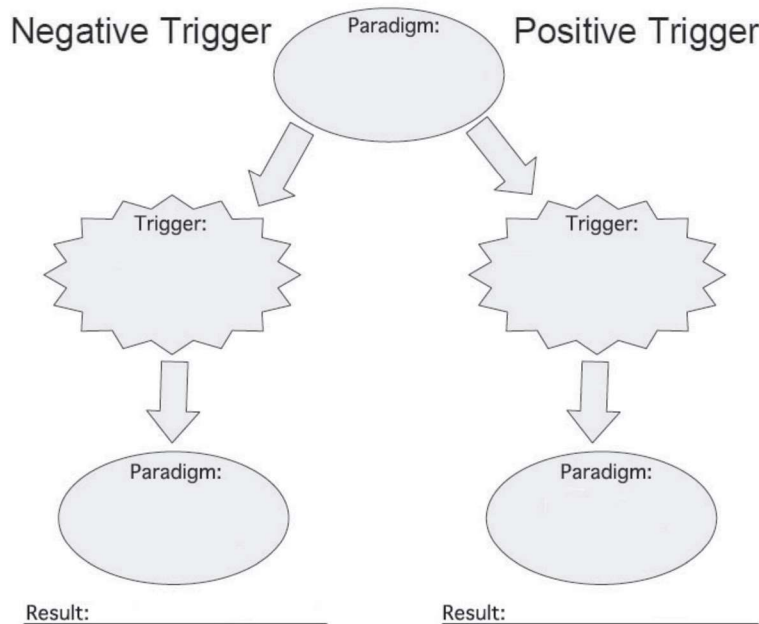 Negative Trigger
Paradigm:
Positive Trigger
Trigger:
Trigger:
Paradigm:
Paradigm:
Result:
Result: